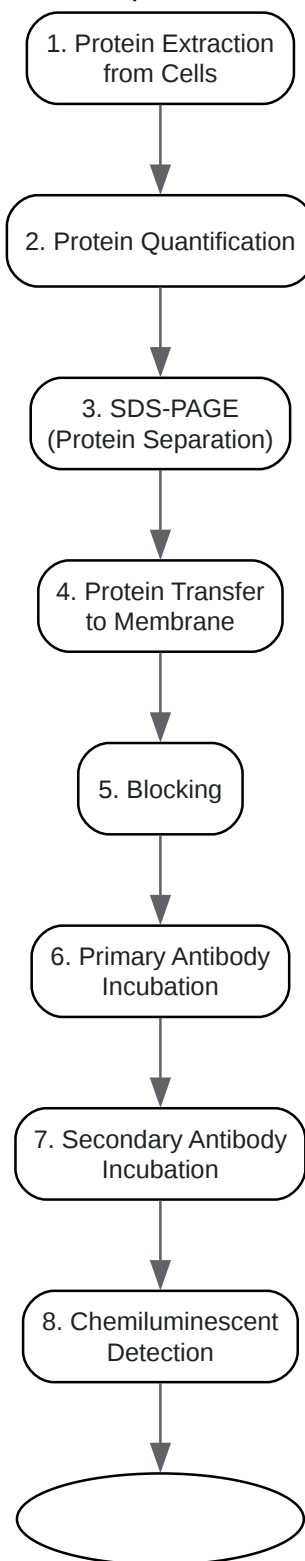 1. Protein Extraction
from Cells
2. Protein Quantification
3. SDS-PAGE
(Protein Separation)
4. Protein Transfer
to Membrane
5. Blocking
6. Primary Antibody
Incubation
7. Secondary Antibody
Incubation
8. Chemiluminescent
Detection